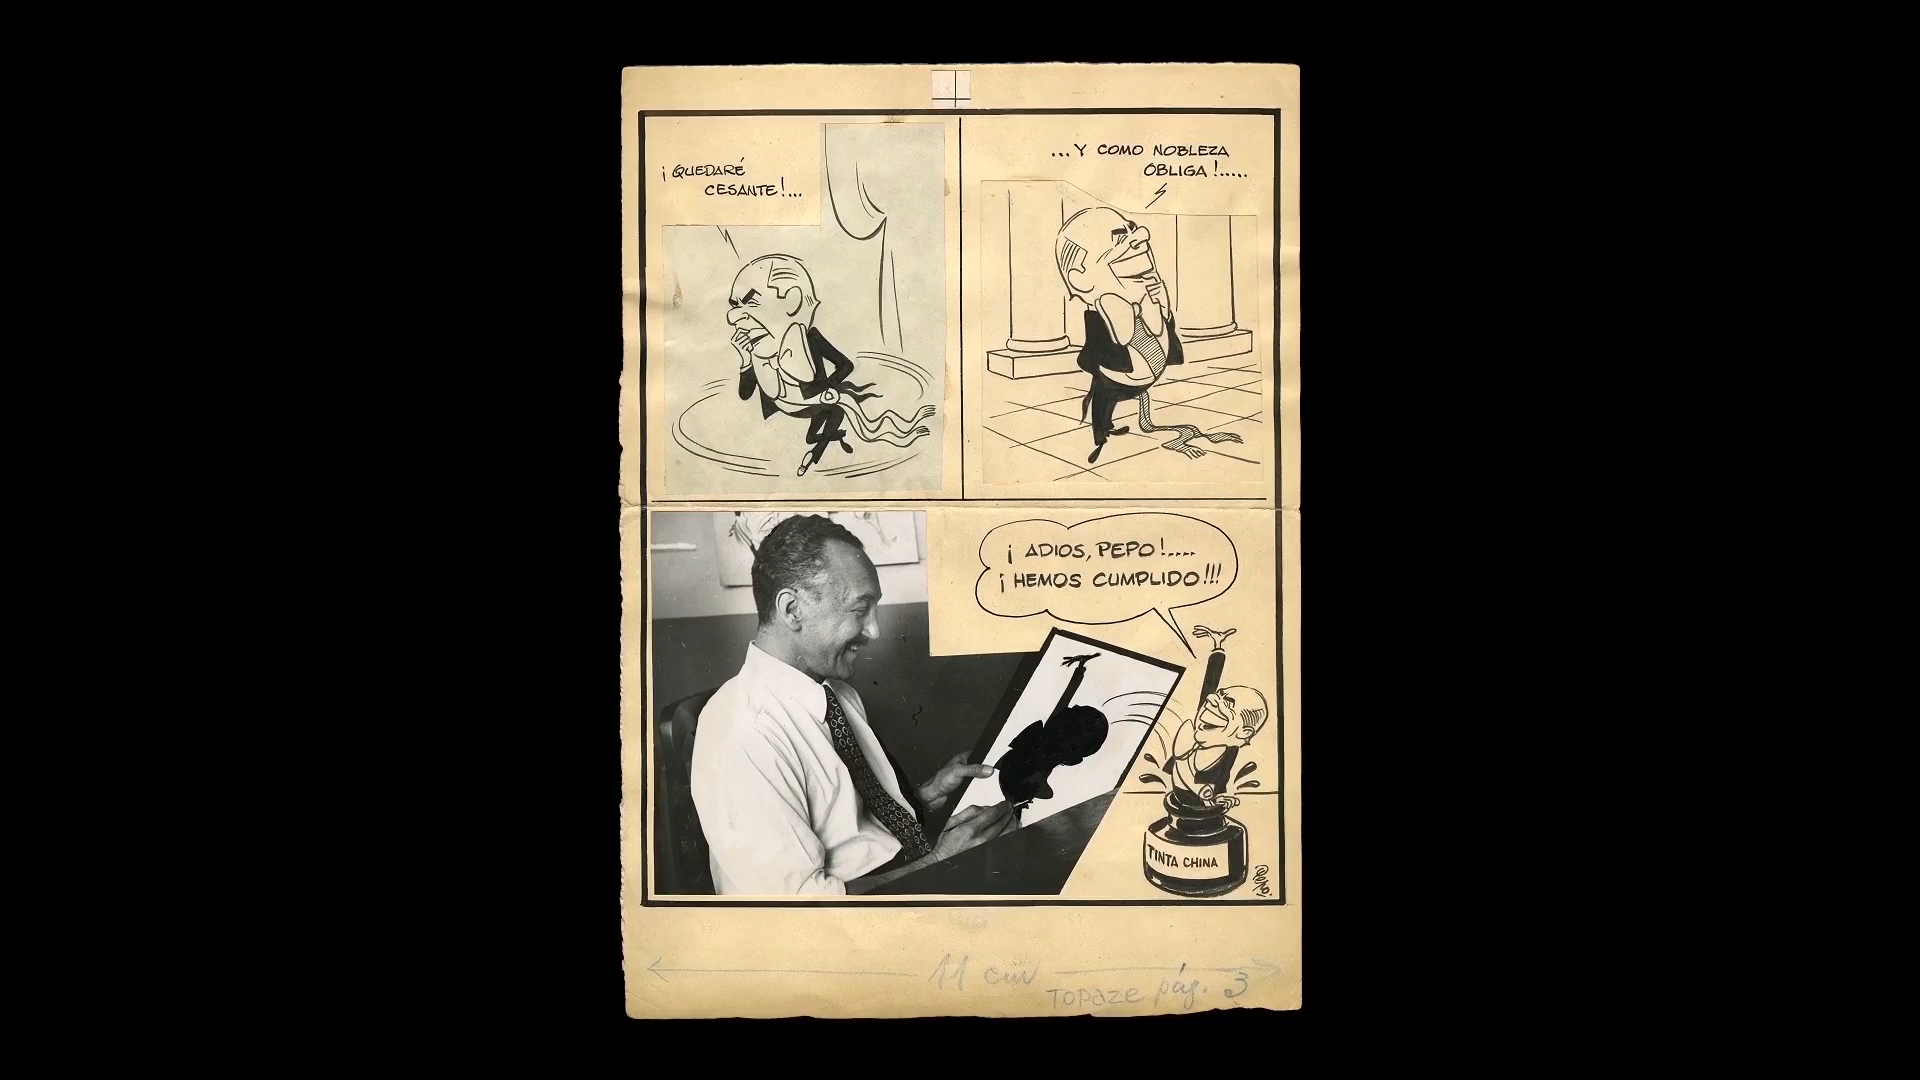 ¡QUEDARÉ
CESANTE!...
...Y COMO NOBLEZA
OBLIGA!.....
¡ADIOS, PEPO!....
¡HEMOS CUMPLIDO!!!
TINTA CHINA
11 cm
TOPAZE pág. 3